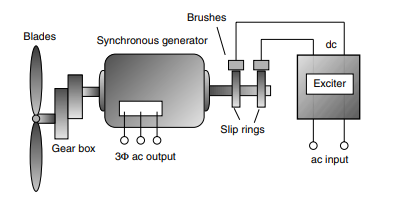 Brushes
Blades
Synchronous generator
dc
Exciter
Gear box
3Φ ac output
Slip rings
ac input